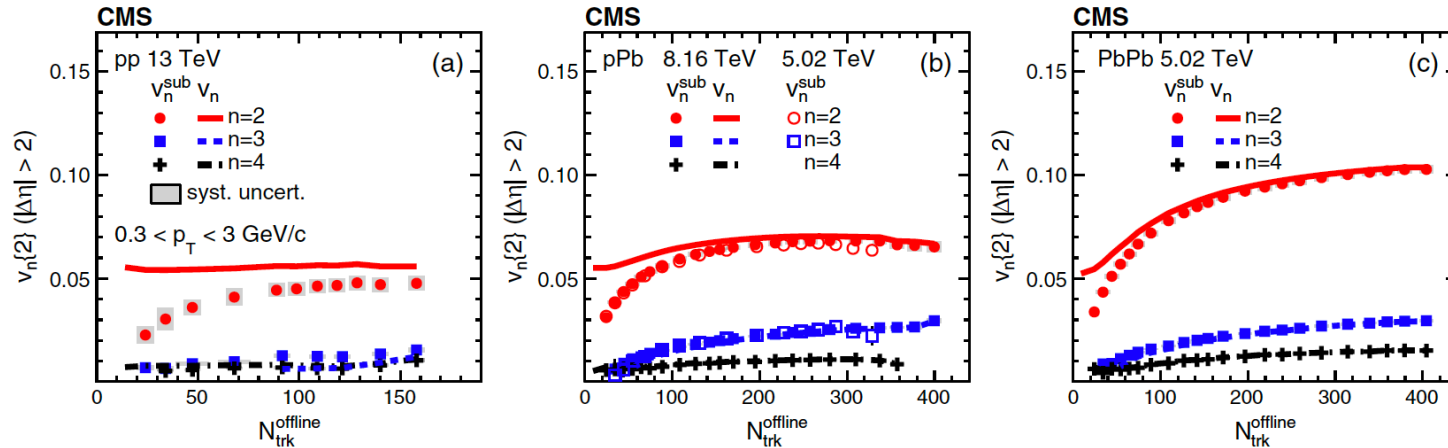 CMS
pp 13 TeV (a)
v_n^sub v_n
n=2
n=3
n=4
syst. uncert.
0.3 < p_T < 3 GeV/c
v_n{2} (|Δη| > 2)
0.15
0.10
0.05
0 50 100 150
N_trk^offline
CMS
pPb 8.16 TeV 5.02 TeV (b)
v_n^sub v_n v_n^sub
n=2
n=3
n=4
v_n{2} (|Δη| > 2)
0.15
0.10
0.05
0 100 200 300 400
N_trk^offline
CMS
PbPb 5.02 TeV (c)
v_n^sub v_n
n=2
n=3
n=4
v_n{2} (|Δη| > 2)
0.15
0.10
0.05
0 100 200 300 400
N_trk^offline